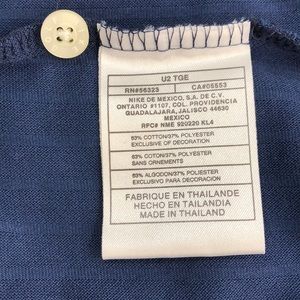 U2 TGE
RN#56323 CA#05553
NIKE DE MEXICO, S.A. DE C.V.
ONTARIO #1107, COL. PROVIDENCIA
GUADALAJARA, JALISCO 44630
MEXICO
RFC# NME 920220 KL4
63% COTTON/37% POLYESTER
EXCLUSIVE OF DECORATION
63% COTON/37% POLYESTER
SANS ORNEMENTS
63% ALGODON/37% POLIESTER
EXCLUSIVO PARA DECORACION
FABRIQUE EN THAILANDE
HECHO EN TAILANDIA
MADE IN THAILAND